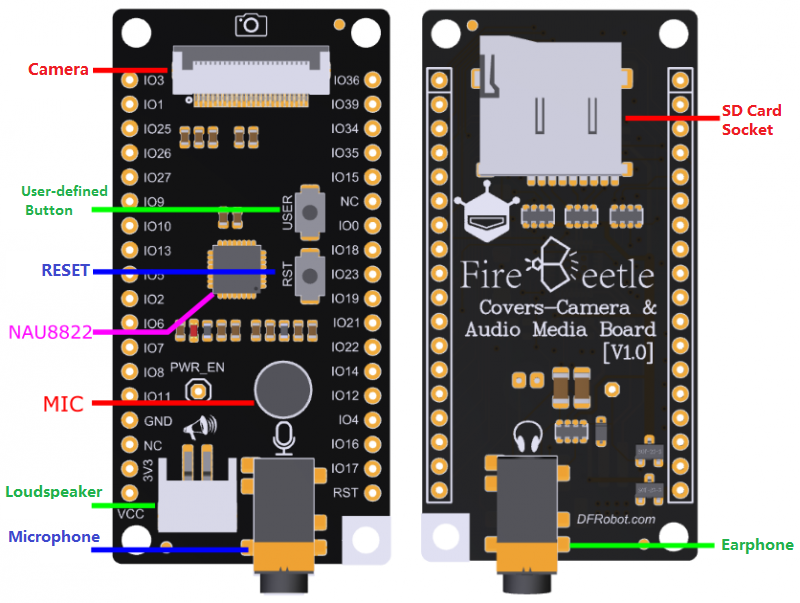 Camera
User-defined
Button
RESET
NAU8822
MIC
Loudspeaker
Microphone
IO3
IO1
IO25
IO26
IO27
IO9
IO10
IO13
IO5
IO2
IO6
IO7
IO8
IO11
GND
NC
3V3
VCC
USER
RST
PWR_EN
IO36
IO39
IO34
IO35
IO15
NC
IO0
IO18
IO23
IO19
IO21
IO22
IO14
IO12
IO4
IO16
IO17
RST
FireBeetle
Covers-Camera &
Audio Media Board
[V1.0]
DFRobot.com
SD Card
Socket
Earphone